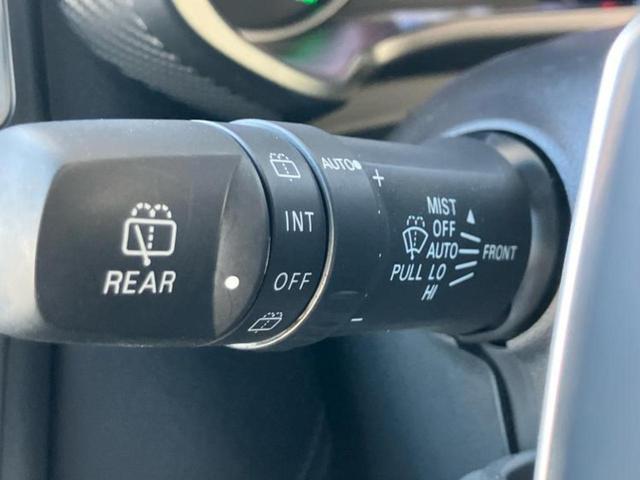 REAR
INT
OFF
AUTO
+
-
MIST
OFF
AUTO
PULL LO
HI
FRONT